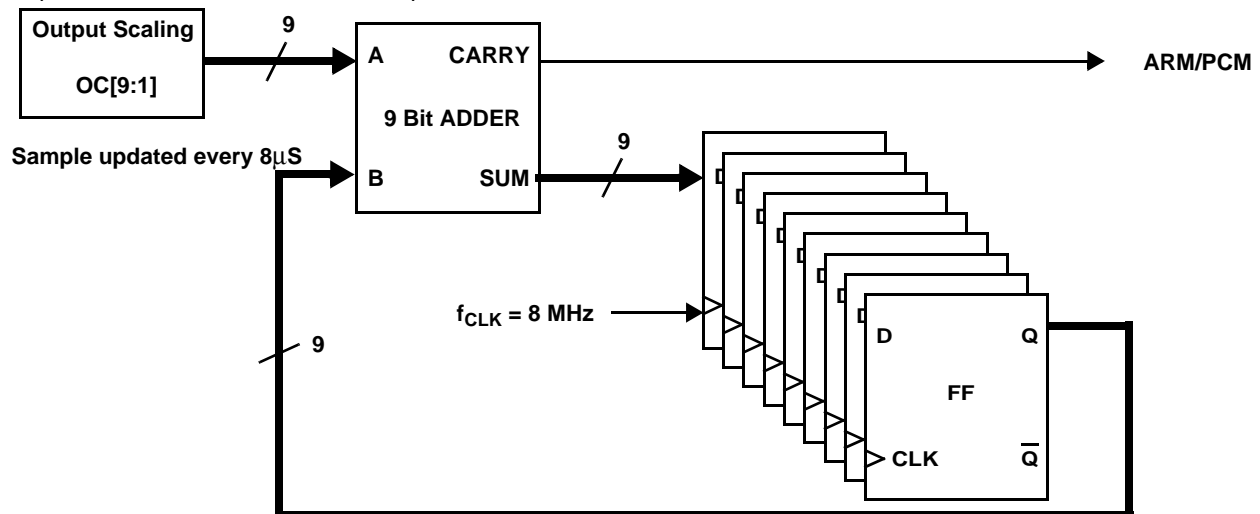 Output Scaling
OC[9:1]
9
A
CARRY
ARM/PCM
9 Bit ADDER
Sample updated every 8μS
B
SUM
9
D
D
D
D
D
D
D
D
fCLK = 8 MHz
9
D
Q
FF
CLK
Q̅